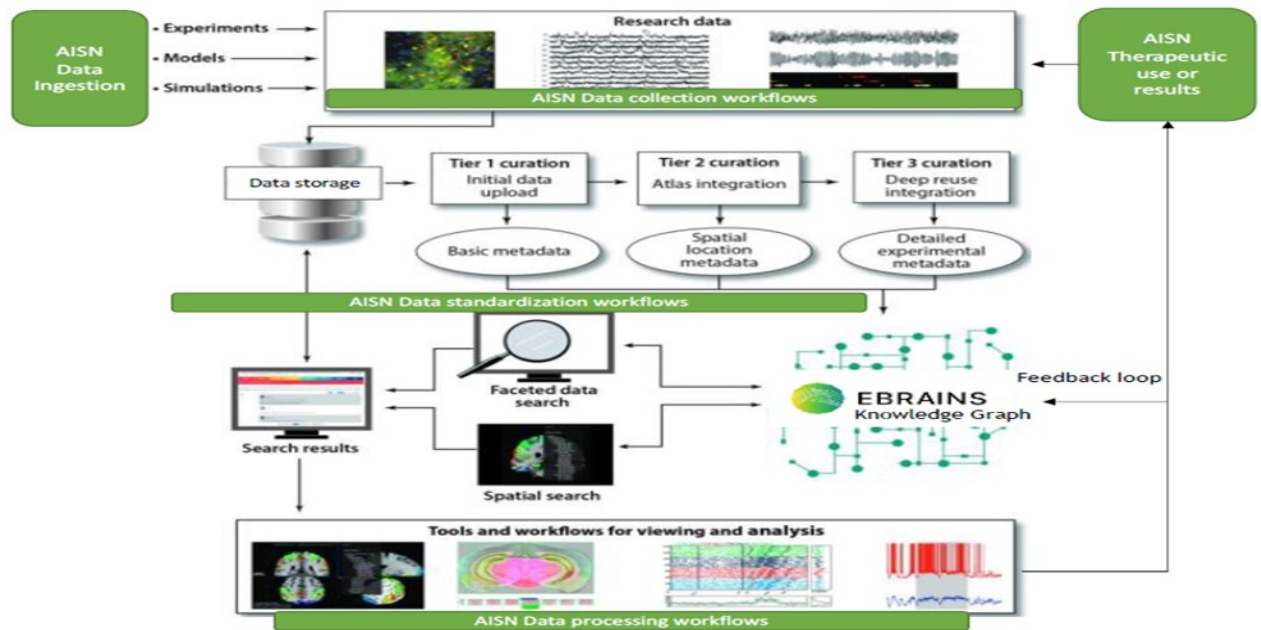 AISN
Data
Ingestion
• Experiments
• Models
• Simulations
Research data
AISN Data collection workflows
AISN
Therapeutic
use or
results
Data storage
Tier 1 curation
Initial data
upload
Tier 2 curation
Atlas integration
Tier 3 curation
Deep reuse
integration
Basic metadata
Spatial
location
metadata
Detailed
experimental
metadata
AISN Data standardization workflows
Faceted data
search
Search results
Spatial search
EBRAINS
Knowledge Graph
Feedback loop
Tools and workflows for viewing and analysis
AISN Data processing workflows